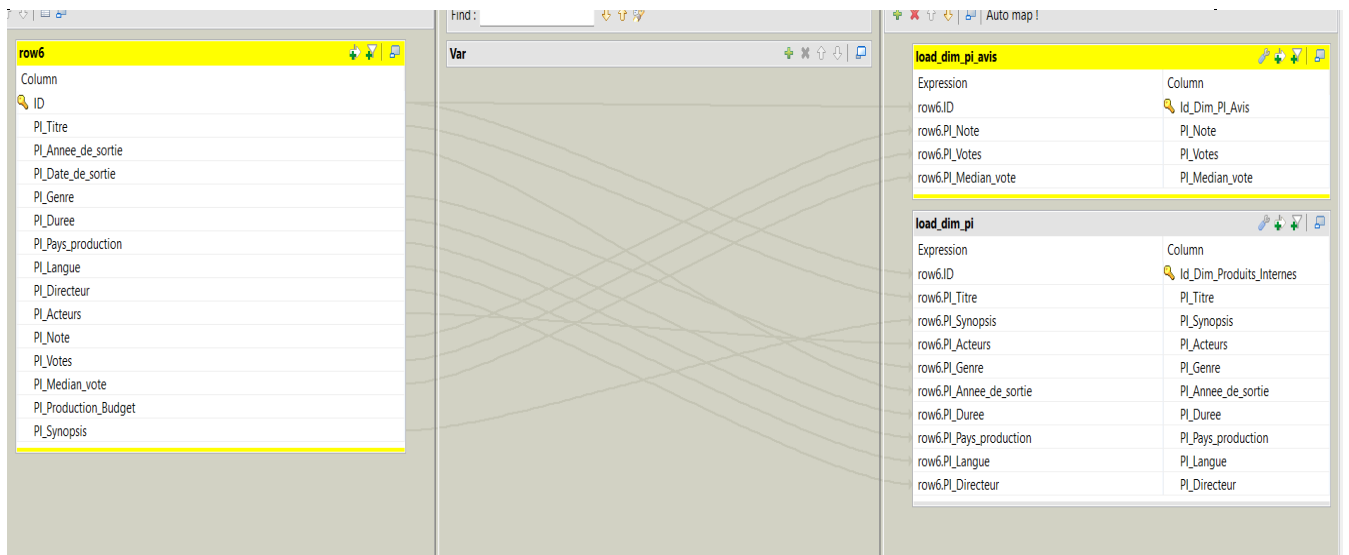 Find :
Auto map !
row6
Column
ID
PI_Titre
PI_Annee_de_sortie
PI_Date_de_sortie
PI_Genre
PI_Duree
PI_Pays_production
PI_Langue
PI_Directeur
PI_Acteurs
PI_Note
PI_Votes
PI_Median_vote
PI_Production_Budget
PI_Synopsis
Var
load_dim_pi_avis
Expression Column
row6.ID Id_Dim_PI_Avis
row6.PI_Note PI_Note
row6.PI_Votes PI_Votes
row6.PI_Median_vote PI_Median_vote
load_dim_pi
Expression Column
row6.ID Id_Dim_Produits_Internes
row6.PI_Titre PI_Titre
row6.PI_Synopsis PI_Synopsis
row6.PI_Acteurs PI_Acteurs
row6.PI_Genre PI_Genre
row6.PI_Annee_de_sortie PI_Annee_de_sortie
row6.PI_Duree PI_Duree
row6.PI_Pays_production PI_Pays_production
row6.PI_Langue PI_Langue
row6.PI_Directeur PI_Directeur